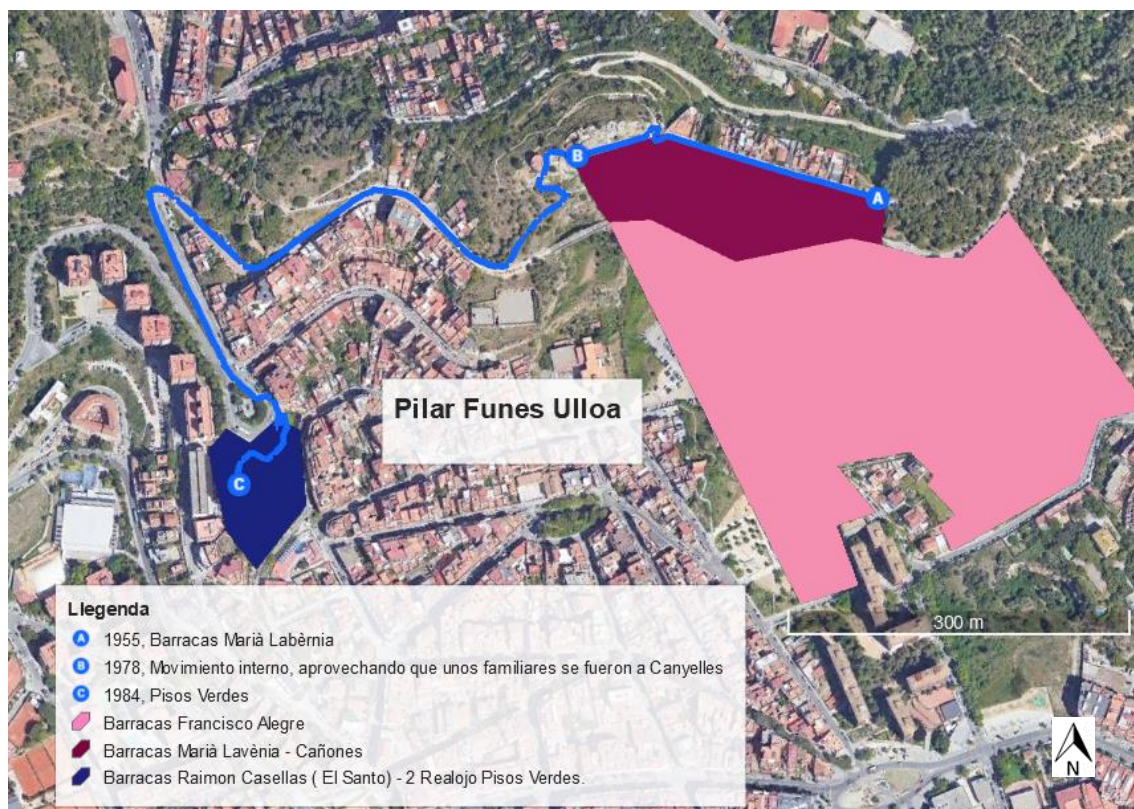 B
A
Pilar Funes Ulloa
C
300 m
Llegenda
A 1955, Barracas Marià Labèrnia
B 1978, Movimiento interno, aprovechando que unos familiares se fueron a Canyelles
C 1984, Pisos Verdes
Barracas Francisco Alegre
Barracas Marià Lavènia - Cañones
Barracas Raimon Casellas ( El Santo) - 2 Realojo Pisos Verdes.
N